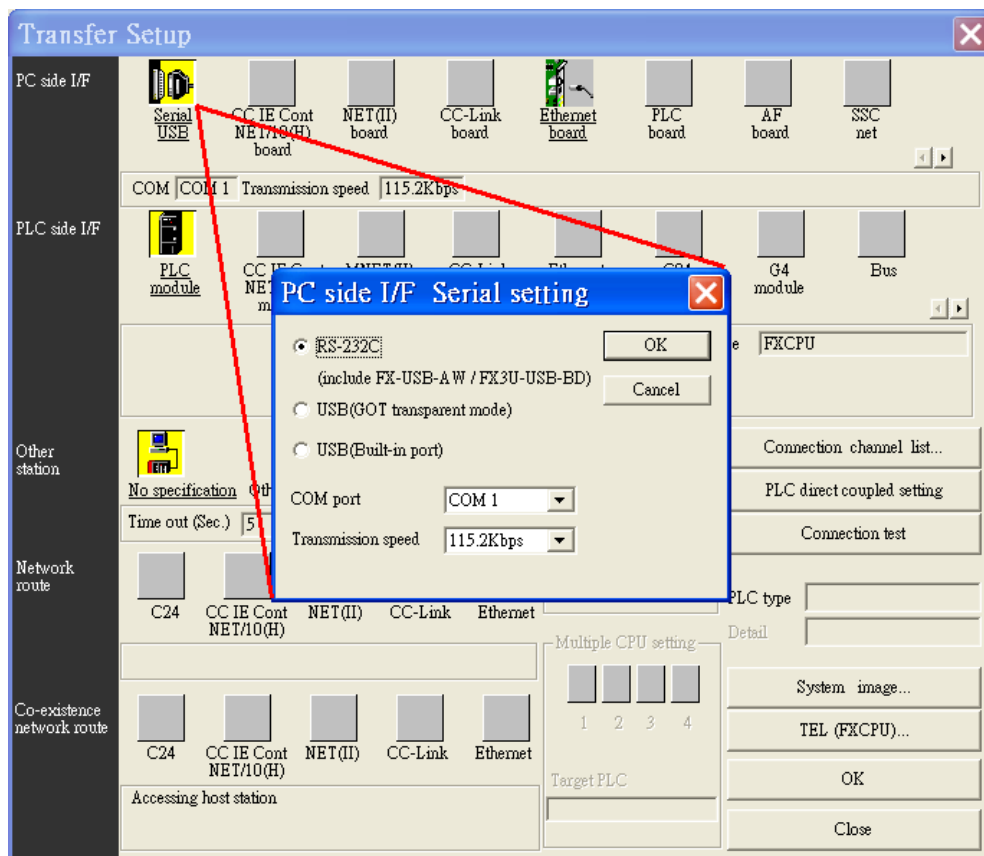 Transfer Setup
PC side I/F
Serial
USB
CC IE Cont
NET/10(H)
board
NET(II)
board
CC-Link
board
Ethernet
board
PLC
board
AF
board
SSC
net
COM COM 1 Transmission speed 115.2Kbps
PLC side I/F
PLC
module
G4
module
Bus
FXCPU
PC side I/F Serial setting
RS-232C
(include FX-USB-AW / FX3U-USB-BD)
USB(GOT transparent mode)
USB(Built-in port)
COM port COM 1
Transmission speed 115.2Kbps
OK
Cancel
Other
station
No specification
Time out (Sec.) 5
Connection channel list...
PLC direct coupled setting
Connection test
Network
route
C24
CC IE Cont
NET/10(H)
NET(II)
CC-Link
Ethernet
PLC type
Detail
Multiple CPU setting
1 2 3 4
Target PLC
System image...
TEL (FXCPU)...
OK
Close
Co-existence
network route
C24
CC IE Cont
NET/10(H)
NET(II)
CC-Link
Ethernet
Accessing host station